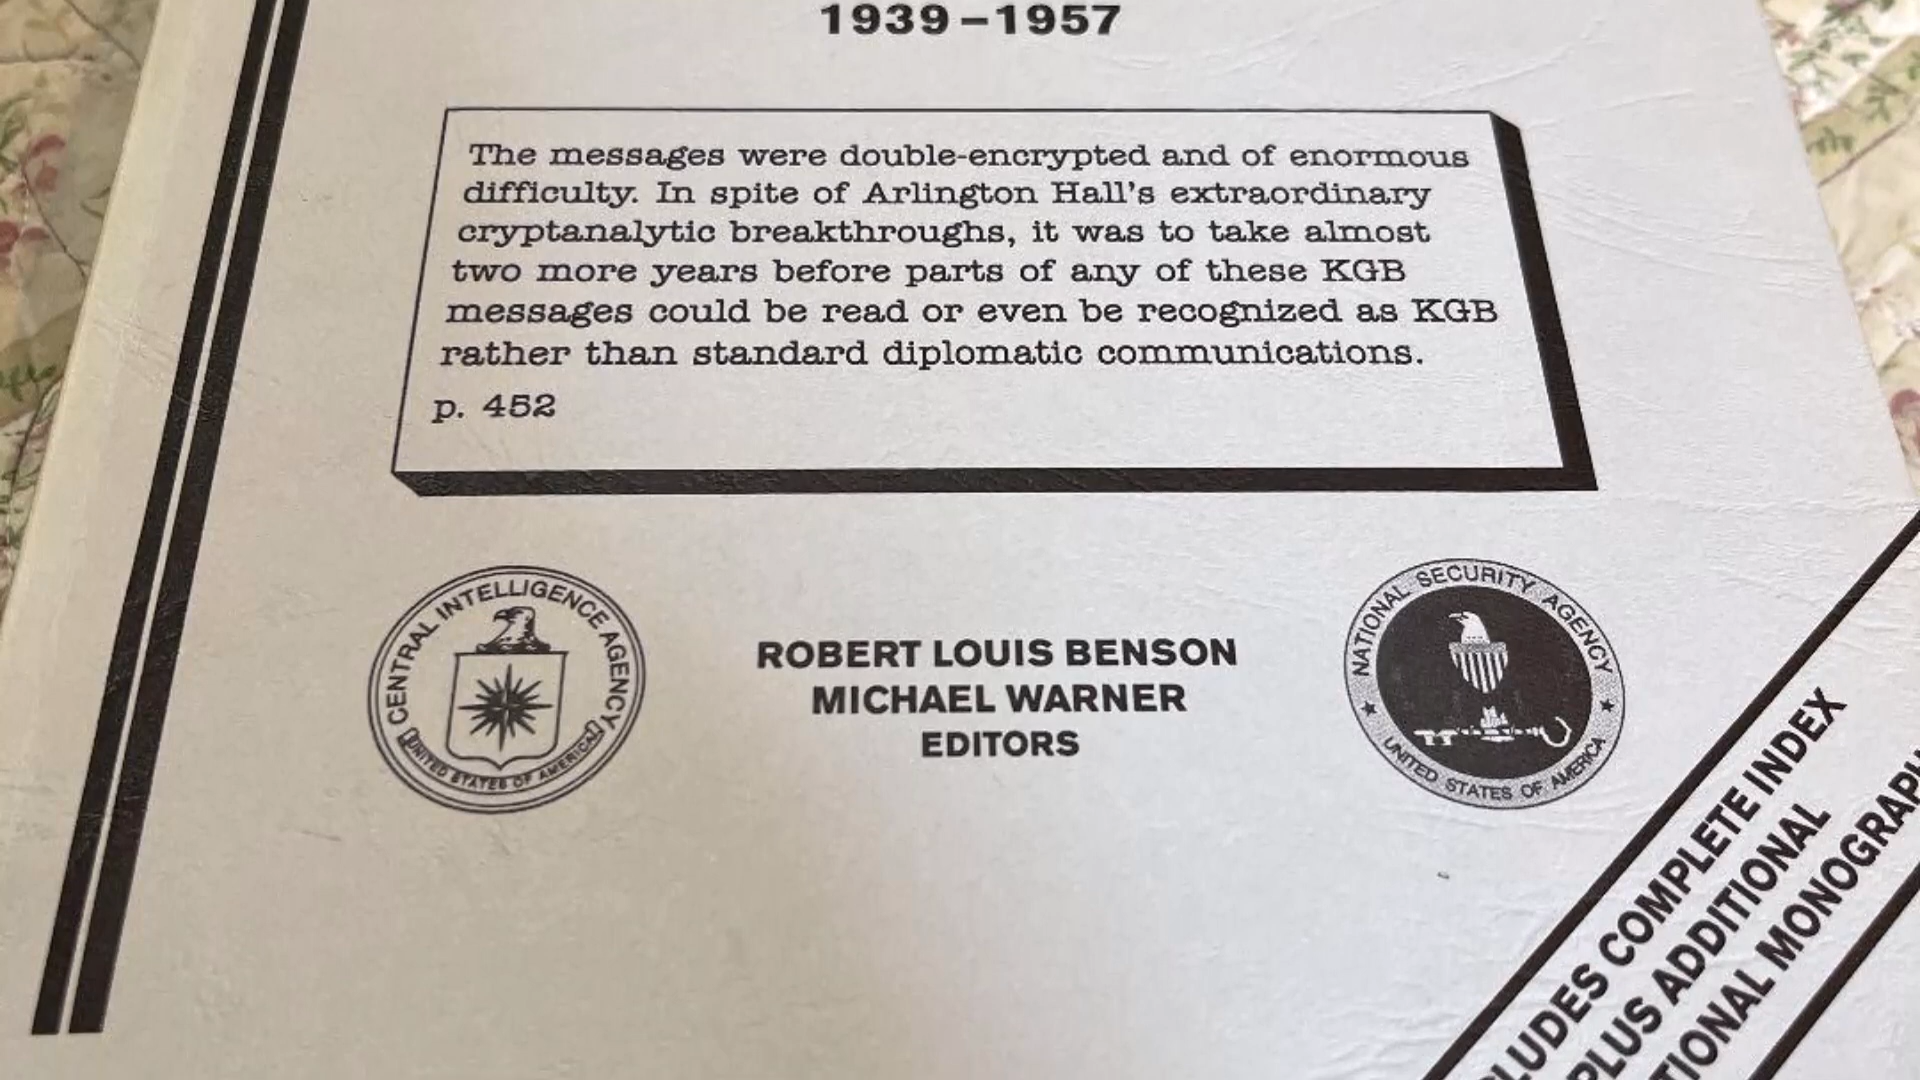 1939–1957
The messages were double-encrypted and of enormous
difficulty. In spite of Arlington Hall's extraordinary
cryptanalytic breakthroughs, it was to take almost
two more years before parts of any of these KGB
messages could be read or even be recognized as KGB
rather than standard diplomatic communications.
p. 452
CENTRAL INTELLIGENCE AGENCY
UNITED STATES OF AMERICA
ROBERT LOUIS BENSON
MICHAEL WARNER
EDITORS
NATIONAL SECURITY AGENCY
UNITED STATES OF AMERICA
COMPLETE INDEX
PLUS ADDITIONAL